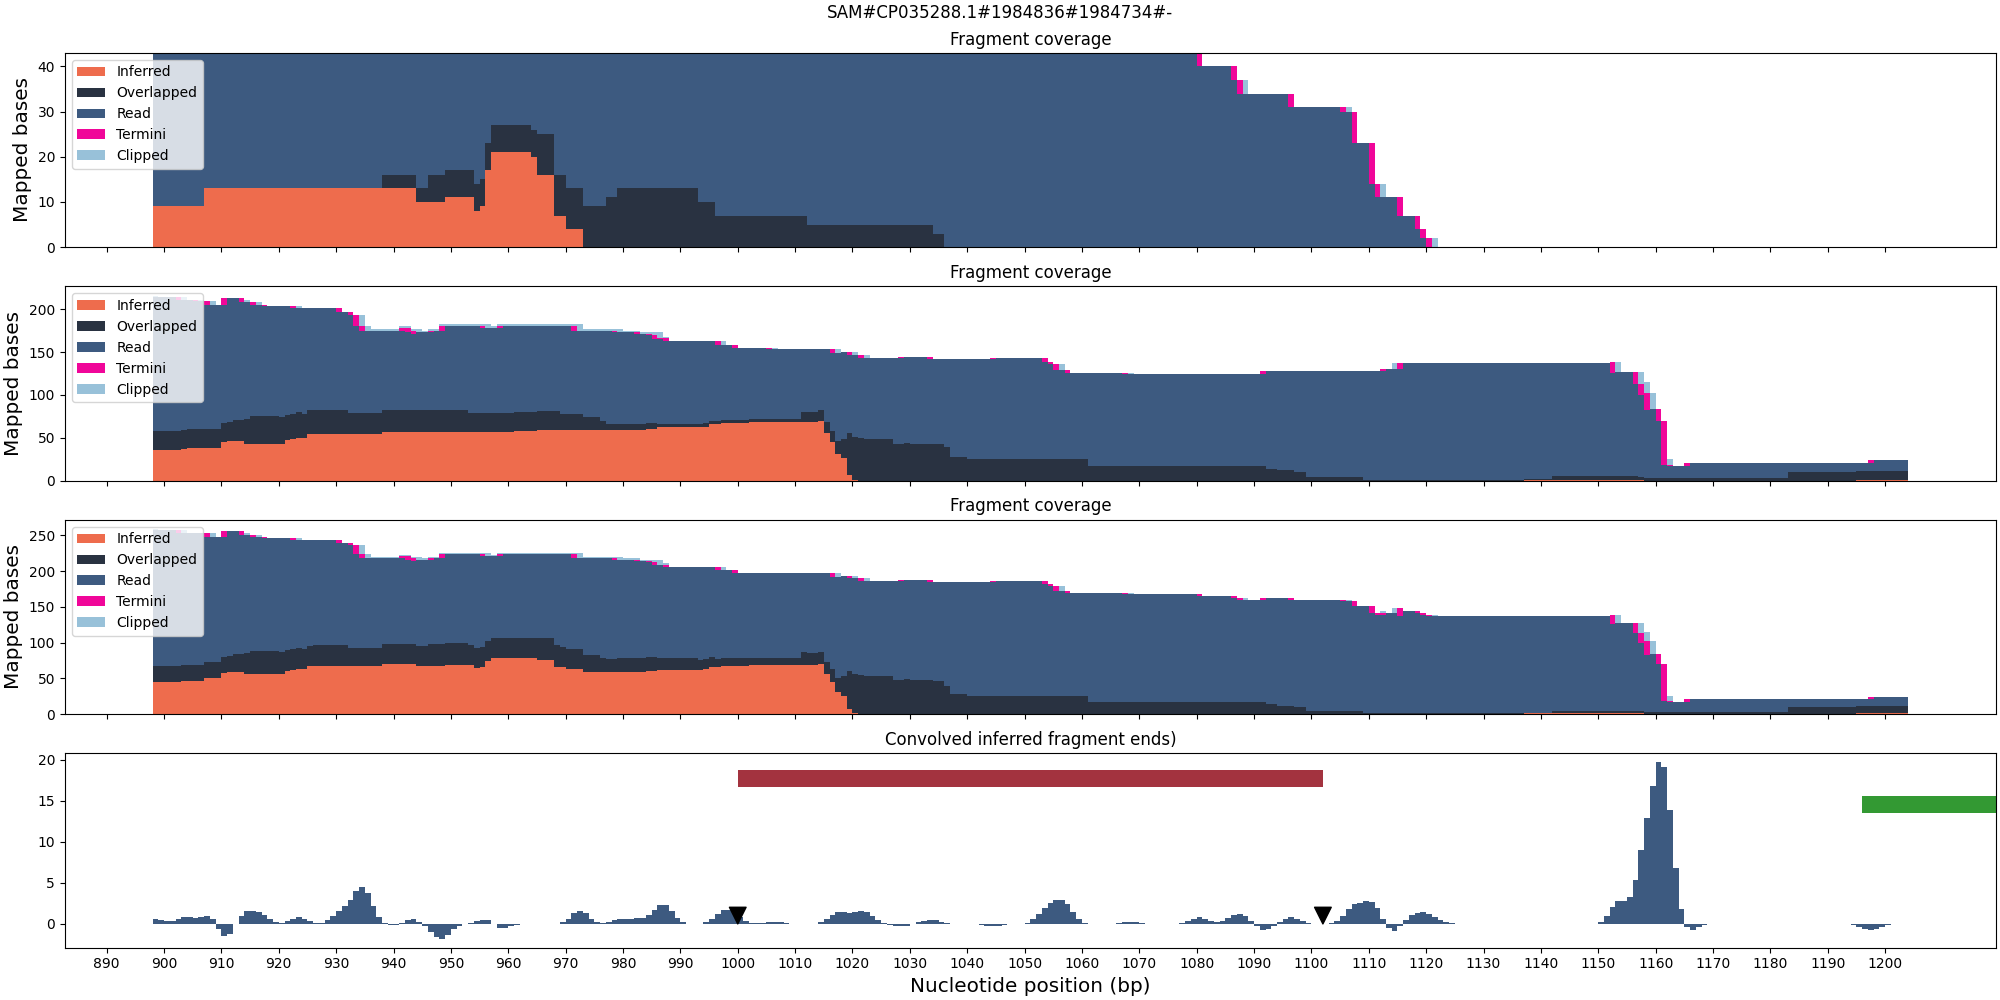 SAM#CP035288.1#1984836#1984734#-
Fragment coverage
Mapped bases
40
30
20
10
0
Inferred
Overlapped
Read
Termini
Clipped
Fragment coverage
Mapped bases
200
150
100
50
0
Inferred
Overlapped
Read
Termini
Clipped
Fragment coverage
Mapped bases
250
200
150
100
50
0
Inferred
Overlapped
Read
Termini
Clipped
Convolved inferred fragment ends)
20
15
10
5
0
890 900 910 920 930 940 950 960 970 980 990 1000 1010 1020 1030 1040 1050 1060 1070 1080 1090 1100 1110 1120 1130 1140 1150 1160 1170 1180 1190 1200
Nucleotide position (bp)